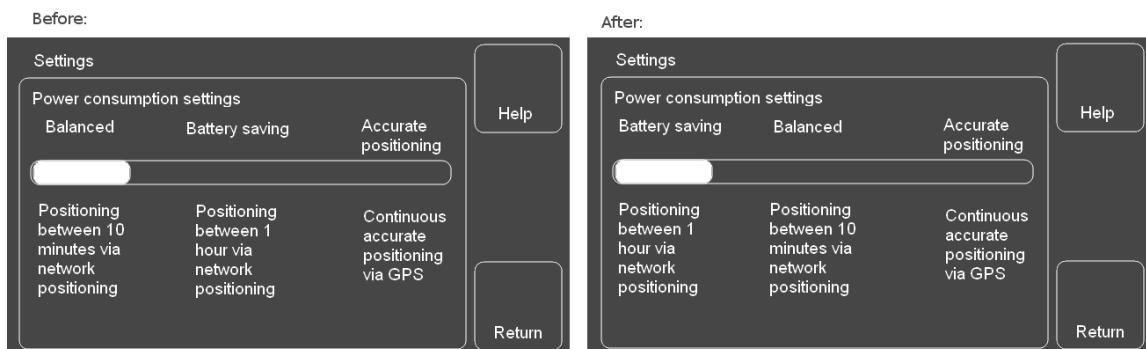 Before:
Settings
Power consumption settings
Balanced
Battery saving
Accurate
positioning
Positioning
between 10
minutes via
network
positioning
Positioning
between 1
hour via
network
positioning
Continuous
accurate
positioning
via GPS
Help
Return
After:
Settings
Power consumption settings
Battery saving
Balanced
Accurate
positioning
Positioning
between 1
hour via
network
positioning
Positioning
between 10
minutes via
network
positioning
Continuous
accurate
positioning
via GPS
Help
Return